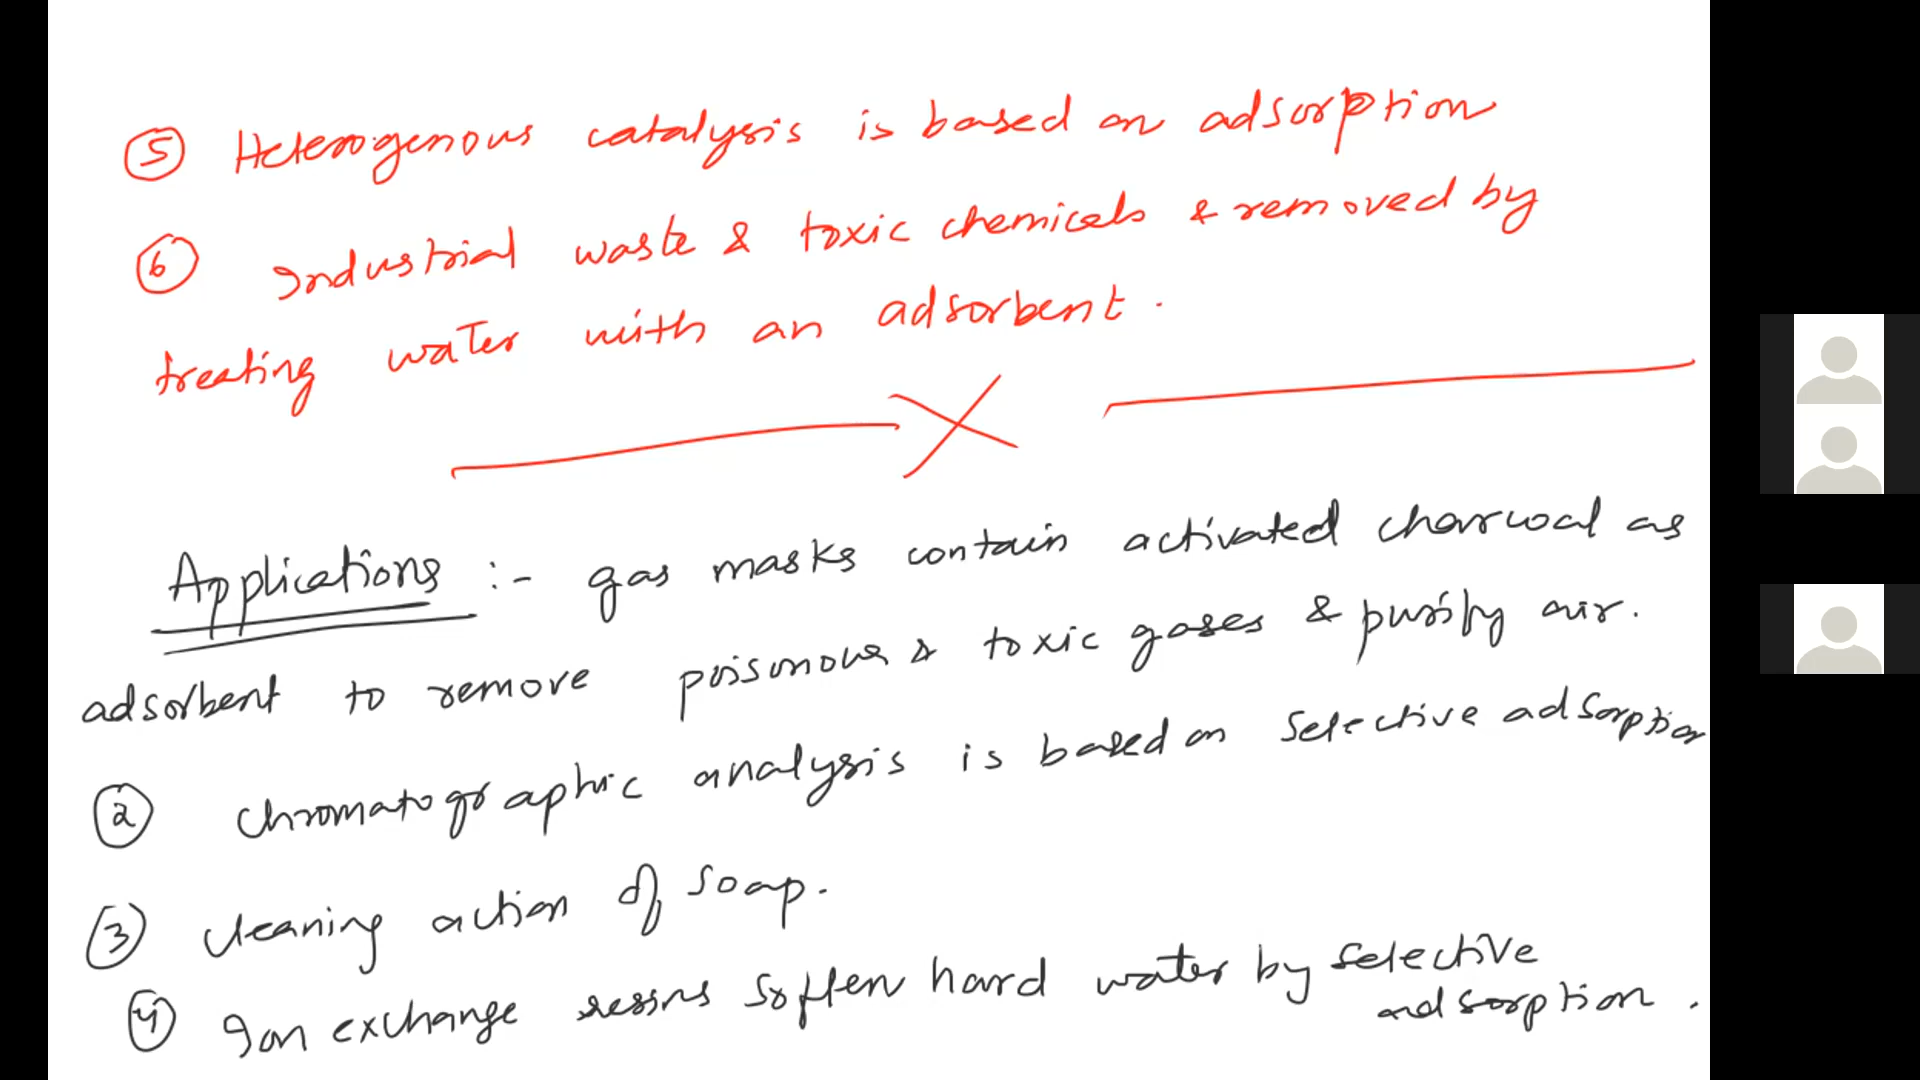 ⑤ Heterogenous catalysis is based on adsorption
⑥ Industrial waste & toxic chemicals & removed by
treating water with an adsorbent.
Applications :- gas masks contain activated charcoal as
adsorbent to remove poisonous & toxic gases & purify air.
② Chromatographic analysis is based on Selective adsorption
③ cleaning action of soap.
④ Ion exchange resins soften hard water by selective
adsorption.